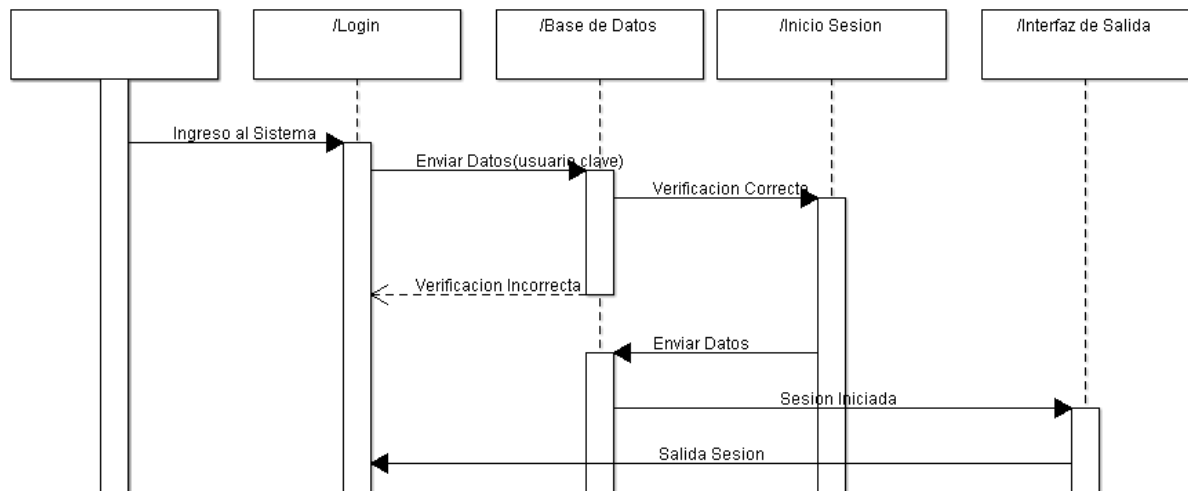 /Login
/Base de Datos
/Inicio Sesion
/Interfaz de Salida
Ingreso al Sistema
Enviar Datos(usuario clave)
Verificacion Correcta
Verificacion Incorrecta
Enviar Datos
Sesion Iniciada
Salida Sesion